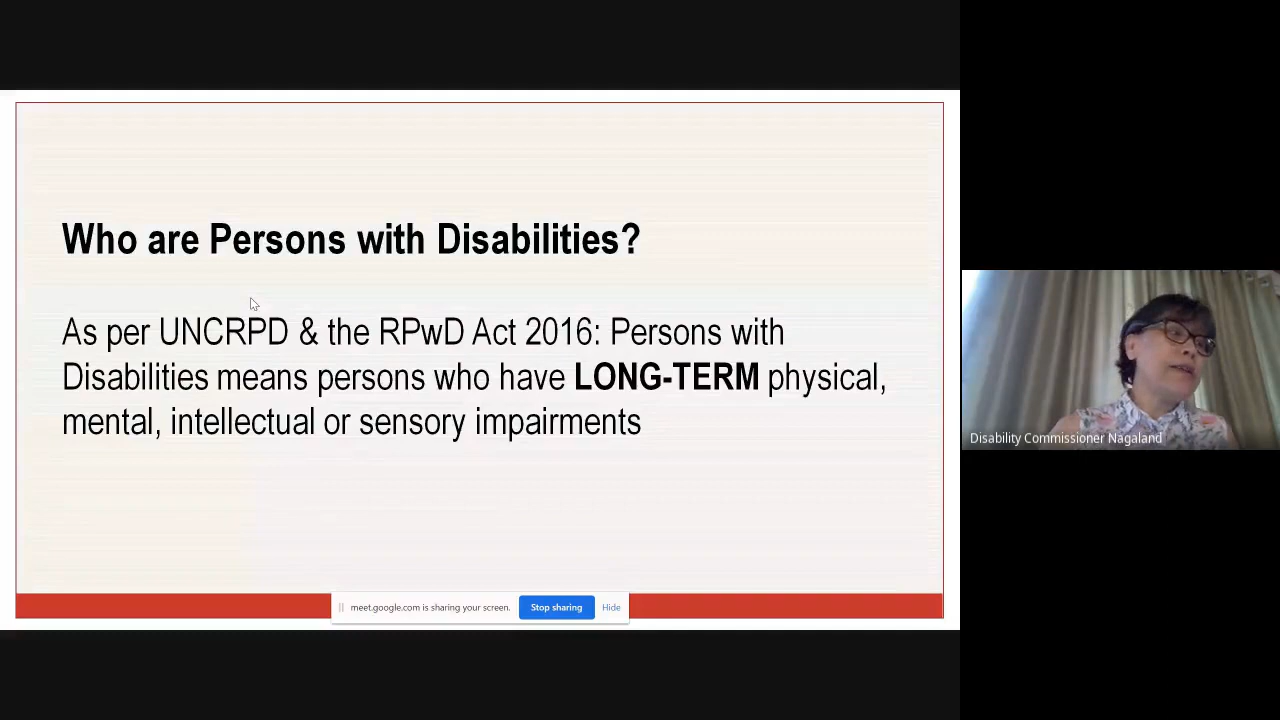 Who are Persons with Disabilities?
As per UNCRPD & the RPwD Act 2016: Persons with
Disabilities means persons who have LONG-TERM physical,
mental, intellectual or sensory impairments
meet.google.com is sharing your screen.
Stop sharing
Hide
Disability Commissioner Nagaland